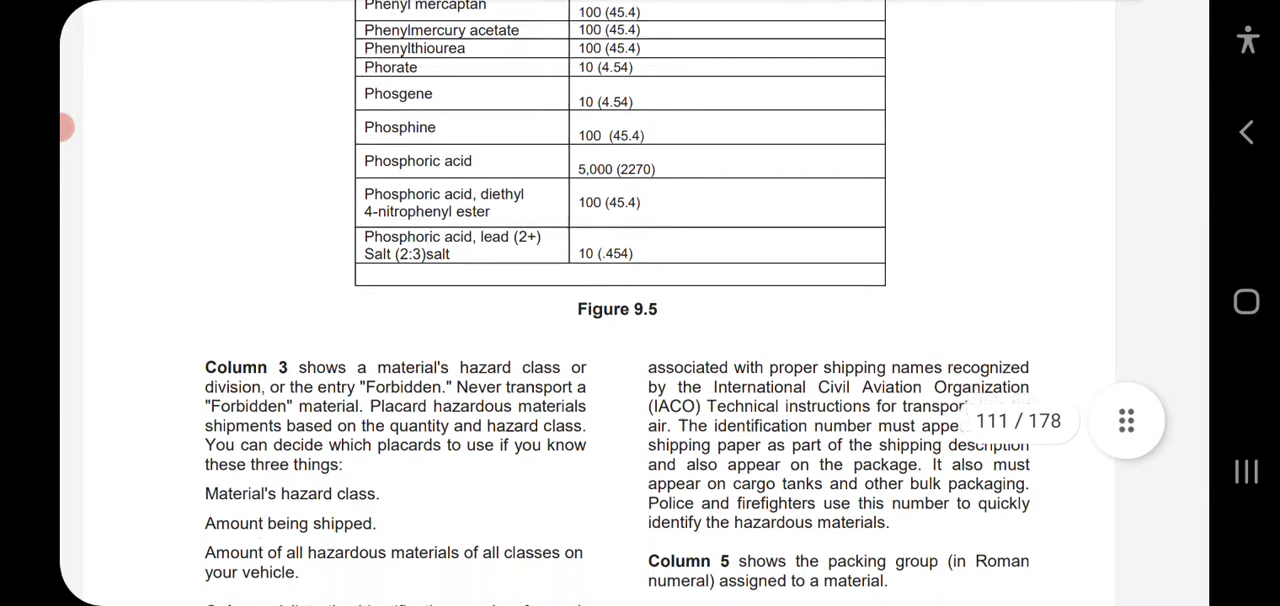 Phenyl mercaptan 100 (45.4)
Phenylmercury acetate 100 (45.4)
Phenylthiourea 100 (45.4)
Phorate 10 (4.54)
Phosgene 10 (4.54)
Phosphine 100 (45.4)
Phosphoric acid 5,000 (2270)
Phosphoric acid, diethyl
4-nitrophenyl ester 100 (45.4)
Phosphoric acid, lead (2+)
Salt (2:3)salt 10 (.454)
Figure 9.5
Column 3 shows a material's hazard class or
division, or the entry "Forbidden." Never transport a
"Forbidden" material. Placard hazardous materials
shipments based on the quantity and hazard class.
You can decide which placards to use if you know
these three things:
Material's hazard class.
Amount being shipped.
Amount of all hazardous materials of all classes on
your vehicle.
associated with proper shipping names recognized
by the International Civil Aviation Organization
(IACO) Technical instructions for
air. The identification number must
shipping paper as part of the shipping description
and also appear on the package. It also must
appear on cargo tanks and other bulk packaging.
Police and firefighters use this number to quickly
identify the hazardous materials.
Column 5 shows the packing group (in Roman
numeral) assigned to a material.
111 / 178